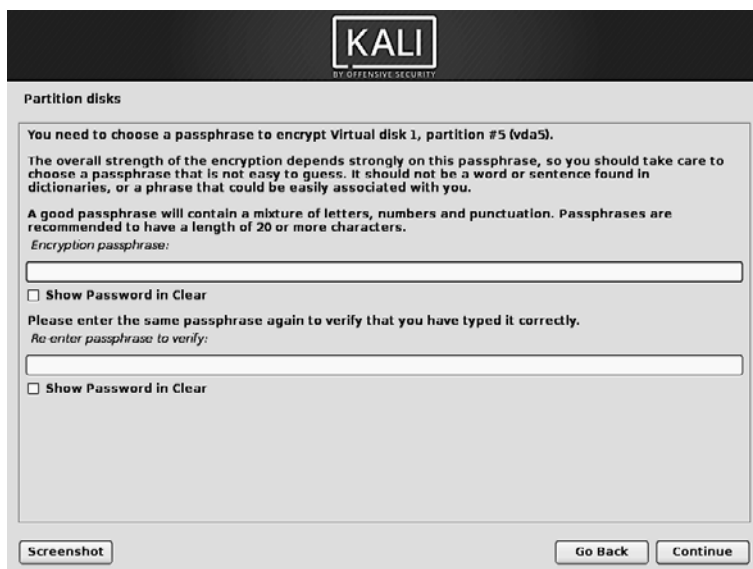 KALI
BY OFFENSIVE SECURITY
Partition disks
You need to choose a passphrase to encrypt Virtual disk 1, partition #5 (vda5).
The overall strength of the encryption depends strongly on this passphrase, so you should take care to
choose a passphrase that is not easy to guess. It should not be a word or sentence found in
dictionaries, or a phrase that could be easily associated with you.
A good passphrase will contain a mixture of letters, numbers and punctuation. Passphrases are
recommended to have a length of 20 or more characters.
Encryption passphrase:
Show Password in Clear
Please enter the same passphrase again to verify that you have typed it correctly.
Re-enter passphrase to verify:
Show Password in Clear
Screenshot Go Back Continue